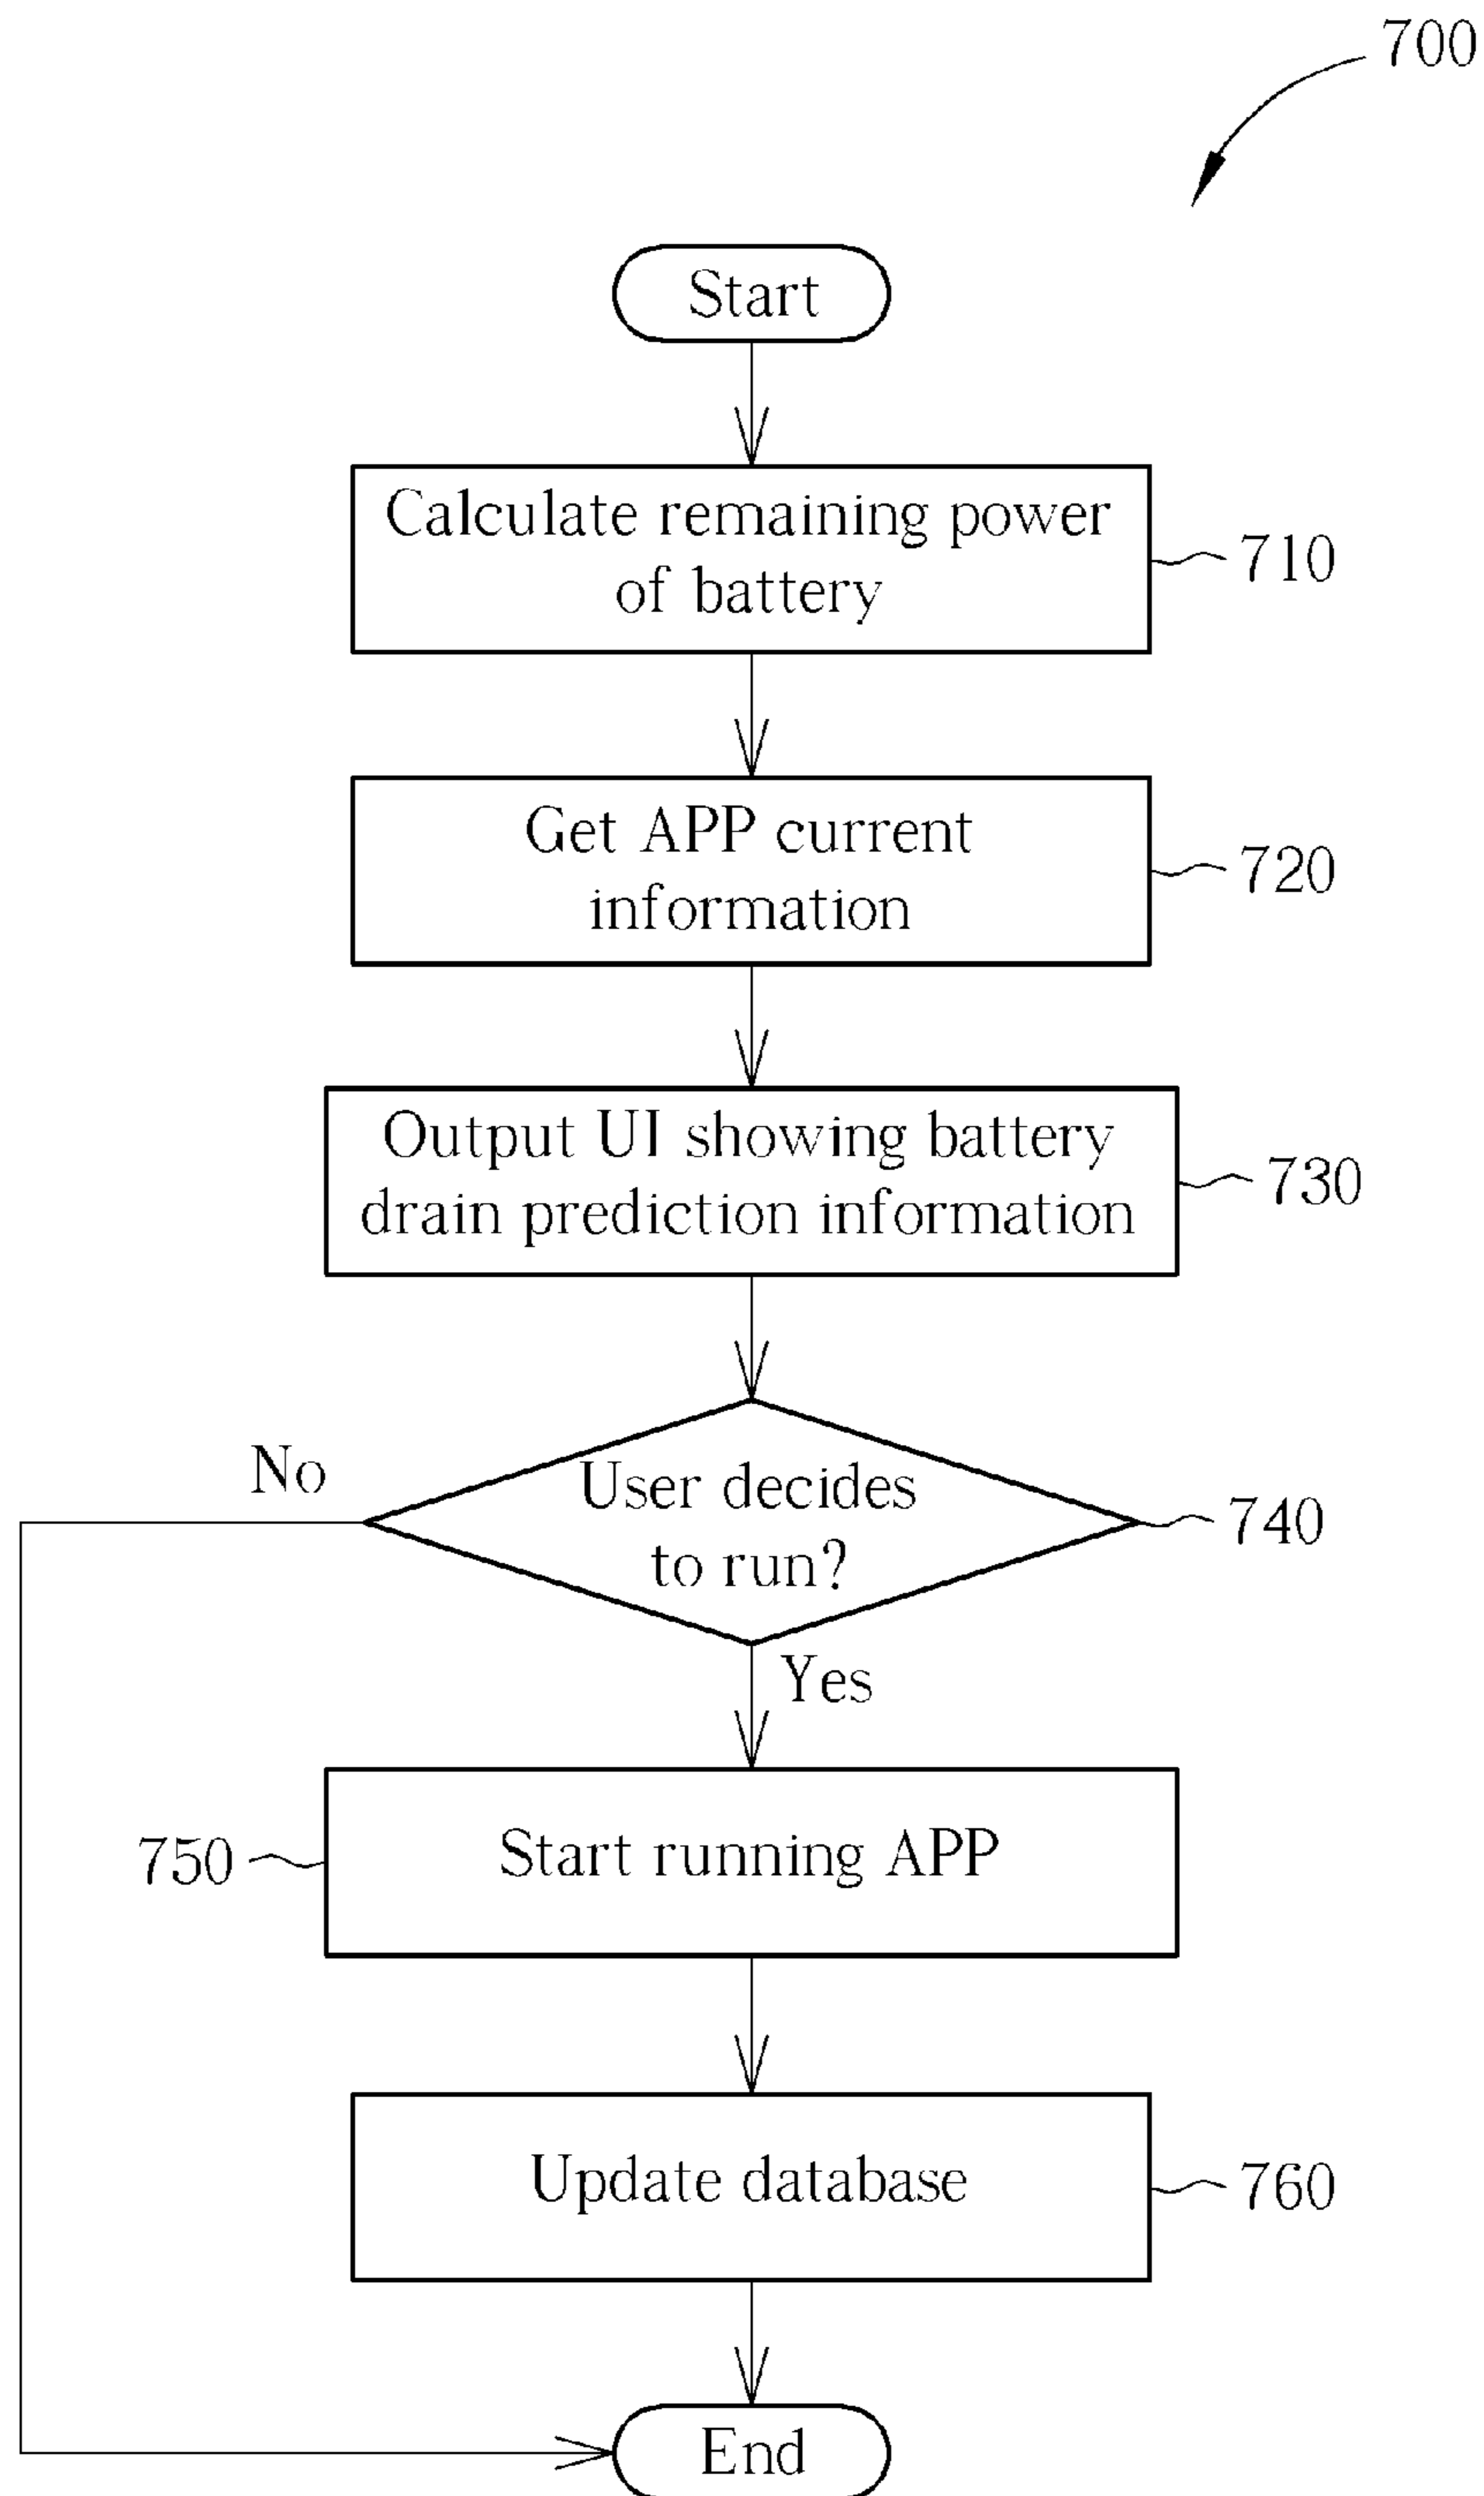 700
Start
Calculate remaining power
of battery
710
Get APP current
information
720
Output UI showing battery
drain prediction information
730
No
User decides
to run?
740
Yes
750
Start running APP
Update database
760
End